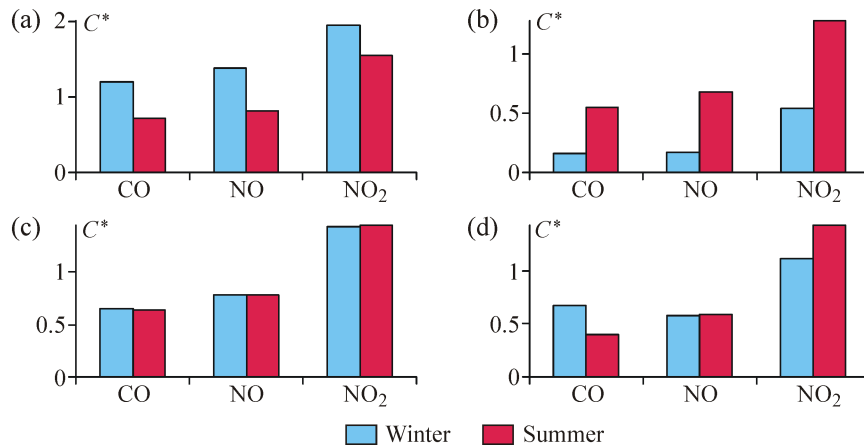 (a) C*
2
1
0
CO NO NO₂
(b) C*
1
0.5
0
CO NO NO₂
(c) C*
1
0.5
0
CO NO NO₂
(d) C*
1
0.5
0
CO NO NO₂
Winter Summer